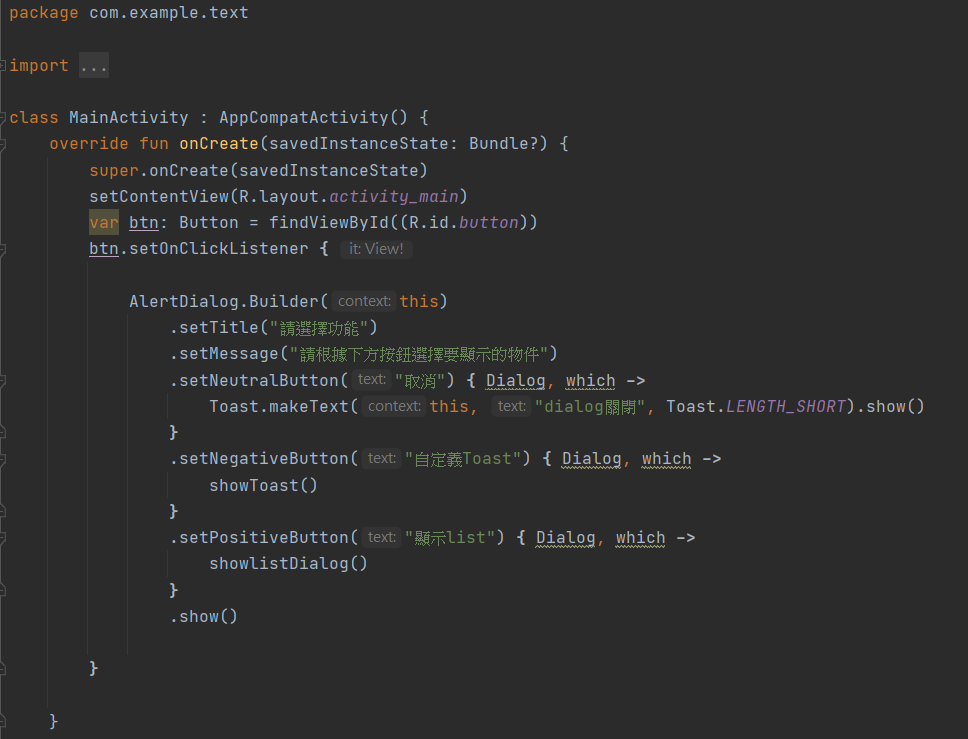 package com.example.text
import ...
class MainActivity : AppCompatActivity() {
override fun onCreate(savedInstanceState: Bundle?) {
super.onCreate(savedInstanceState)
setContentView(R.layout.activity_main)
var btn: Button = findViewById((R.id.button))
btn.setOnClickListener { it: View!
AlertDialog.Builder( context: this)
.setTitle("請選擇功能")
.setMessage("請根據下方按鈕選擇要顯示的物件")
.setNeutralButton( text: "取消") { Dialog, which ->
Toast.makeText( context: this, text: "dialog關閉", Toast.LENGTH_SHORT).show()
}
.setNegativeButton( text: "自定義Toast") { Dialog, which ->
showToast()
}
.setPositiveButton( text: "顯示list") { Dialog, which ->
showlistDialog()
}
.show()
}
}